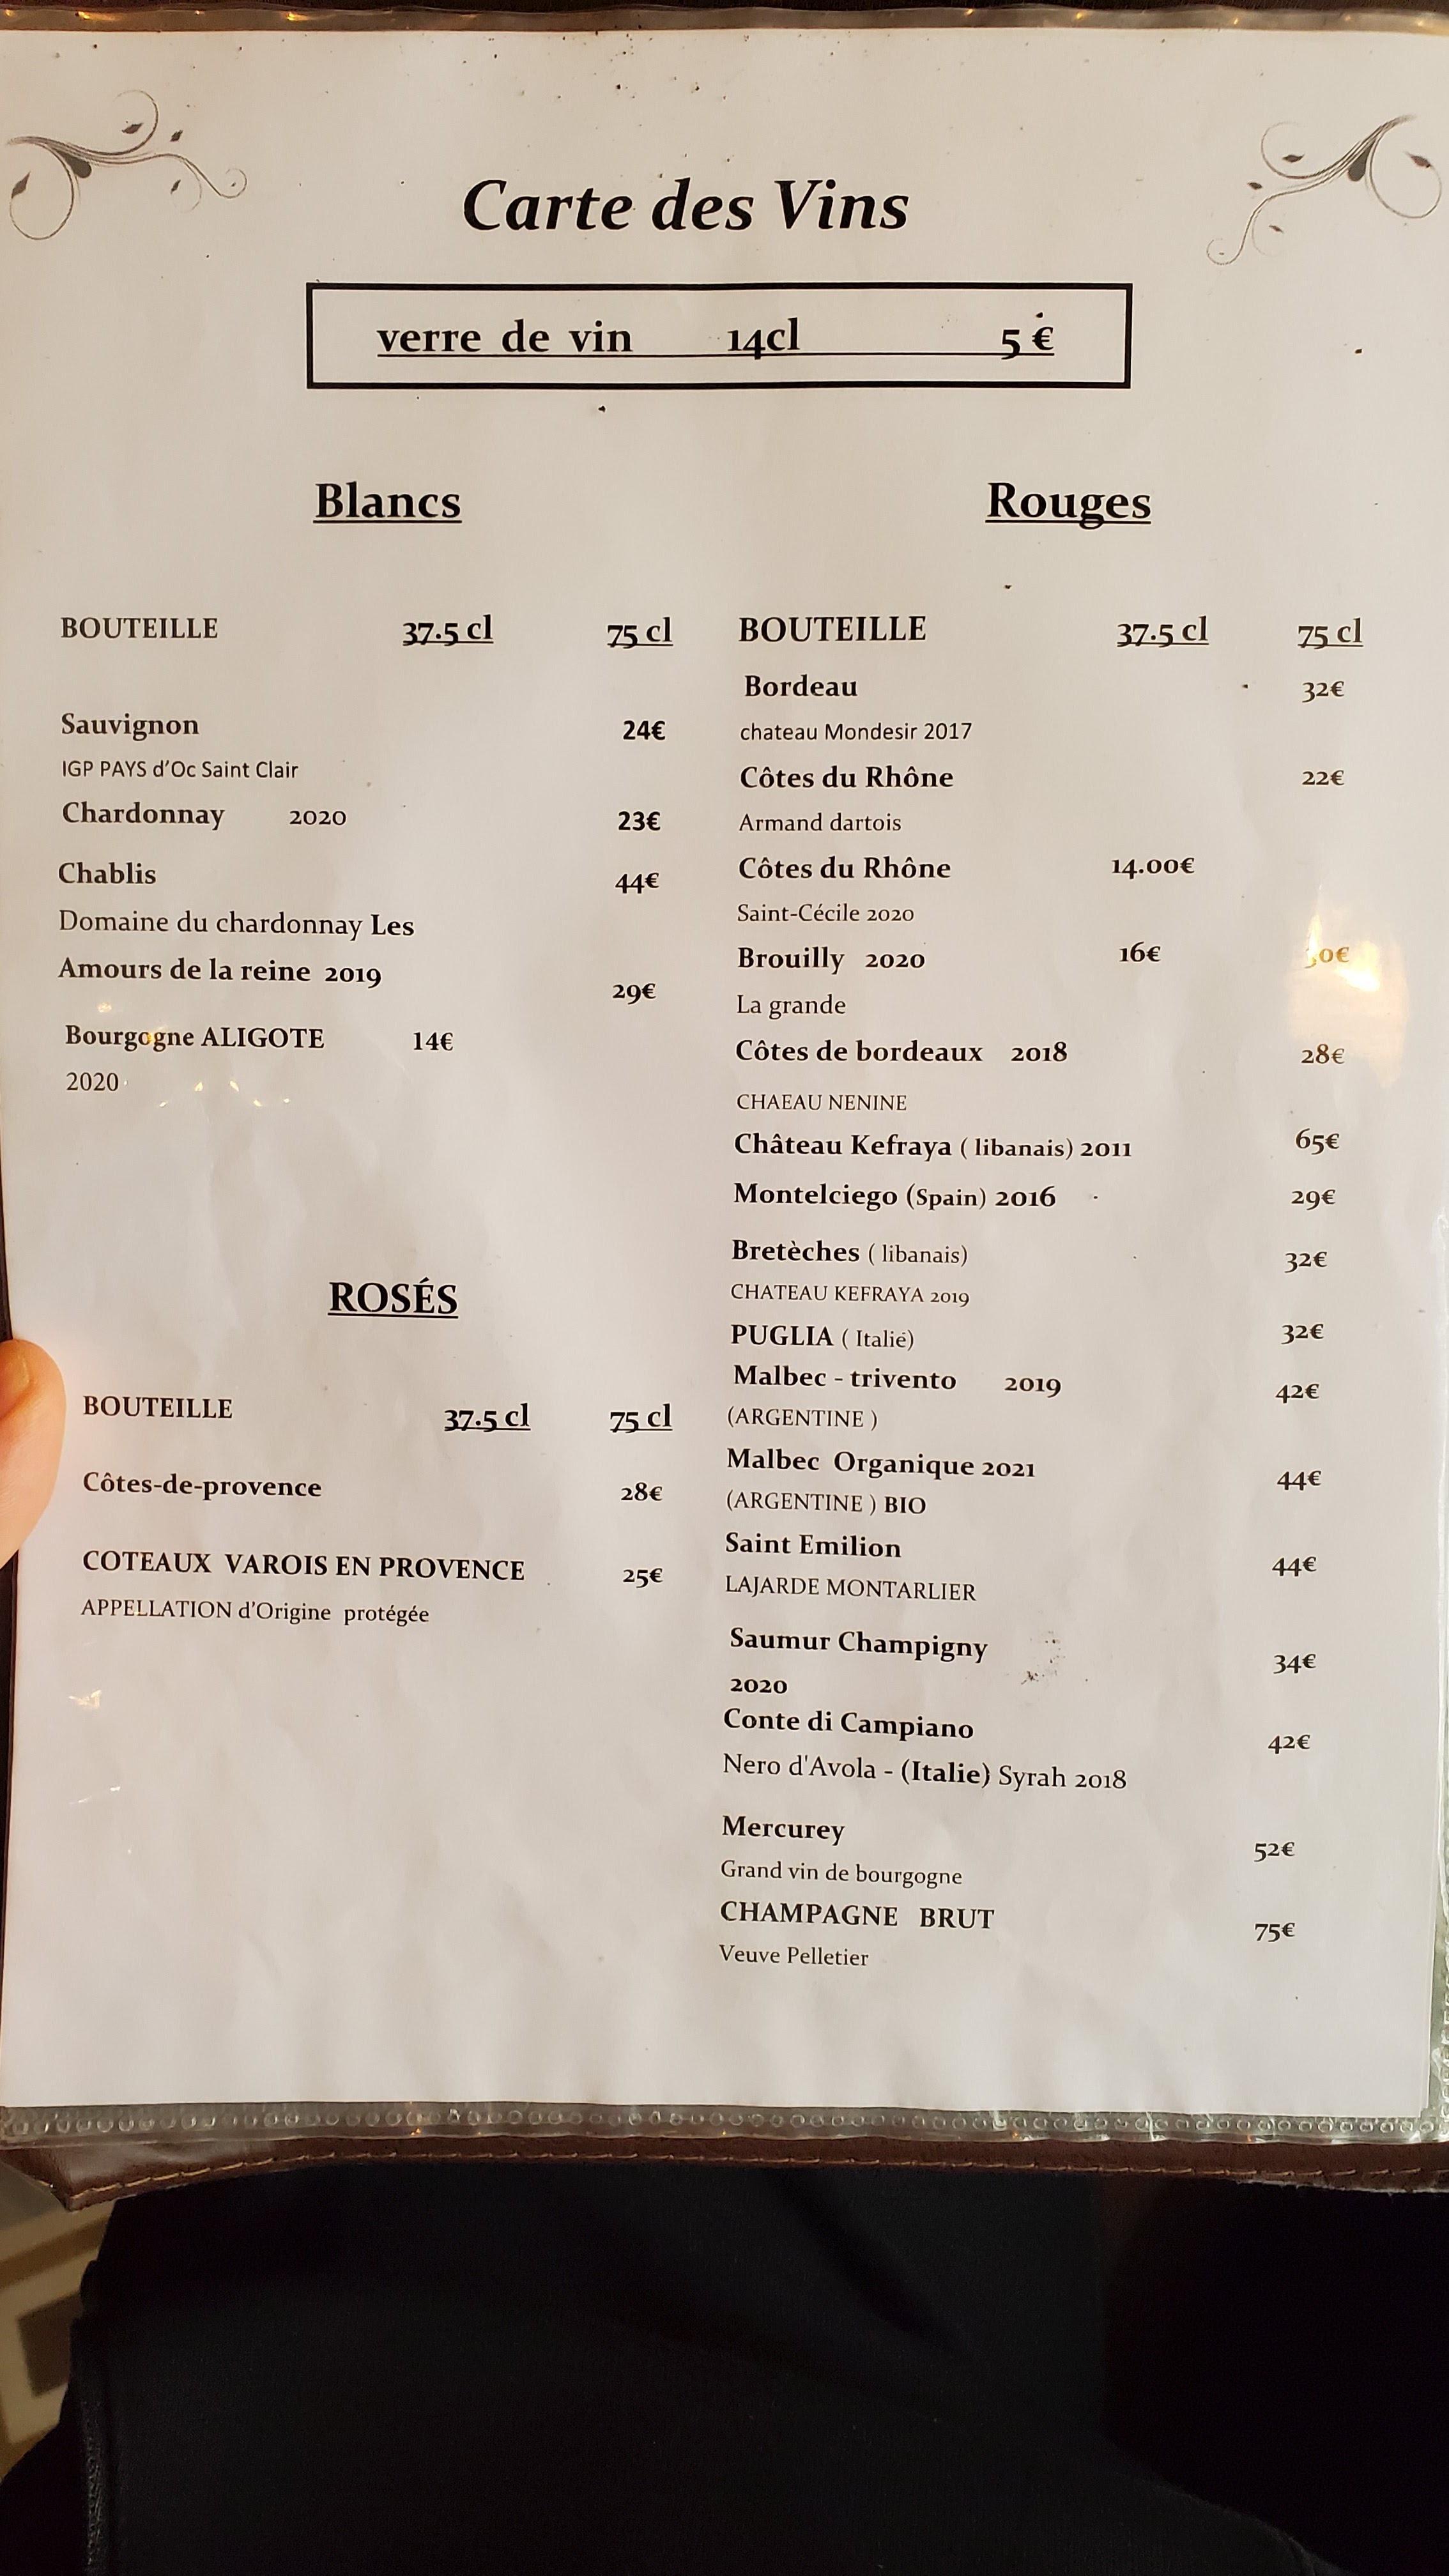 Carte des Vins
verre de vin 14cl 5 €
Blancs
BOUTEILLE 37.5 cl 75 cl
Sauvignon 24€
IGP PAYS d'Oc Saint Clair
Chardonnay 2020 23€
Chablis 44€
Domaine du chardonnay Les
Amours de la reine 2019
29€
Bourgogne ALIGOTE 14€
2020
ROSÉS
BOUTEILLE 37.5 cl 75 cl
Côtes-de-provence 28€
COTEAUX VAROIS EN PROVENCE 25€
APPELLATION d'Origine protégée
Rouges
BOUTEILLE 37.5 cl 75 cl
Bordeau 32€
chateau Mondesir 2017
Côtes du Rhône 22€
Armand dartois
Côtes du Rhône 14.00€
Saint-Cécile 2020
Brouilly 2020 16€
La grande
Côtes de bordeaux 2018 28€
CHAEAU NENINE
Château Kefraya ( libanais) 2011 65€
Montelciego (Spain) 2016 29€
Bretèches ( libanais) 32€
CHATEAU KEFRAYA 2019
PUGLIA ( Italie) 32€
Malbec - trivento 2019 42€
(ARGENTINE )
Malbec Organique 2021 44€
(ARGENTINE ) BIO
Saint Emilion 44€
LAJARDE MONTARLIER
Saumur Champigny 34€
2020
Conte di Campiano 42€
Nero d'Avola - (Italie) Syrah 2018
Mercurey 52€
Grand vin de bourgogne
CHAMPAGNE BRUT 75€
Veuve Pelletier